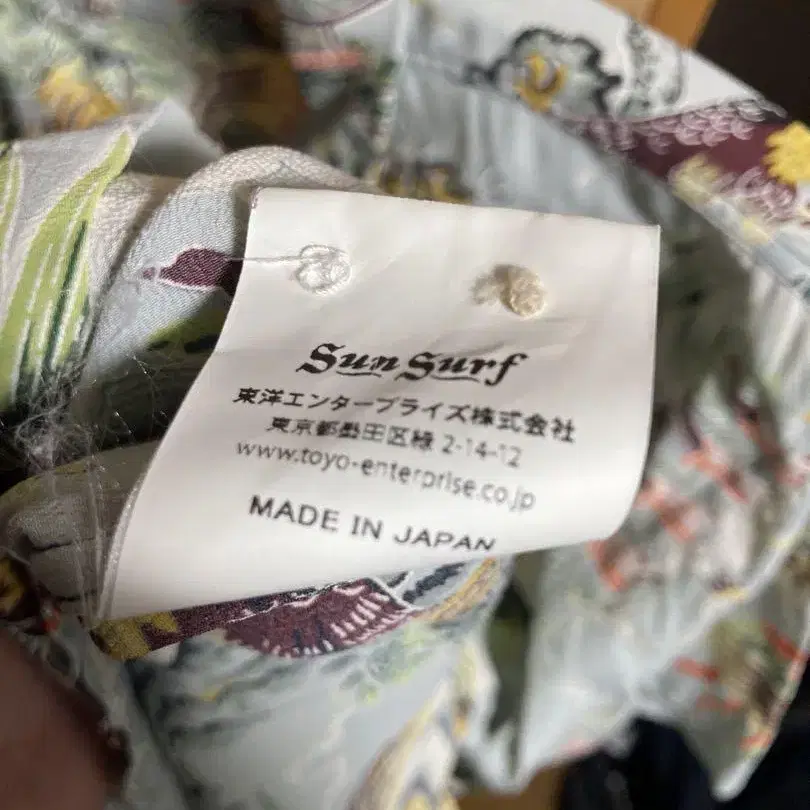 Sun Surf
東洋エンタープライズ株式会社
東京都墨田区緑 2-14-12
www.toyo-enterprise.co.jp
MADE IN JAPAN